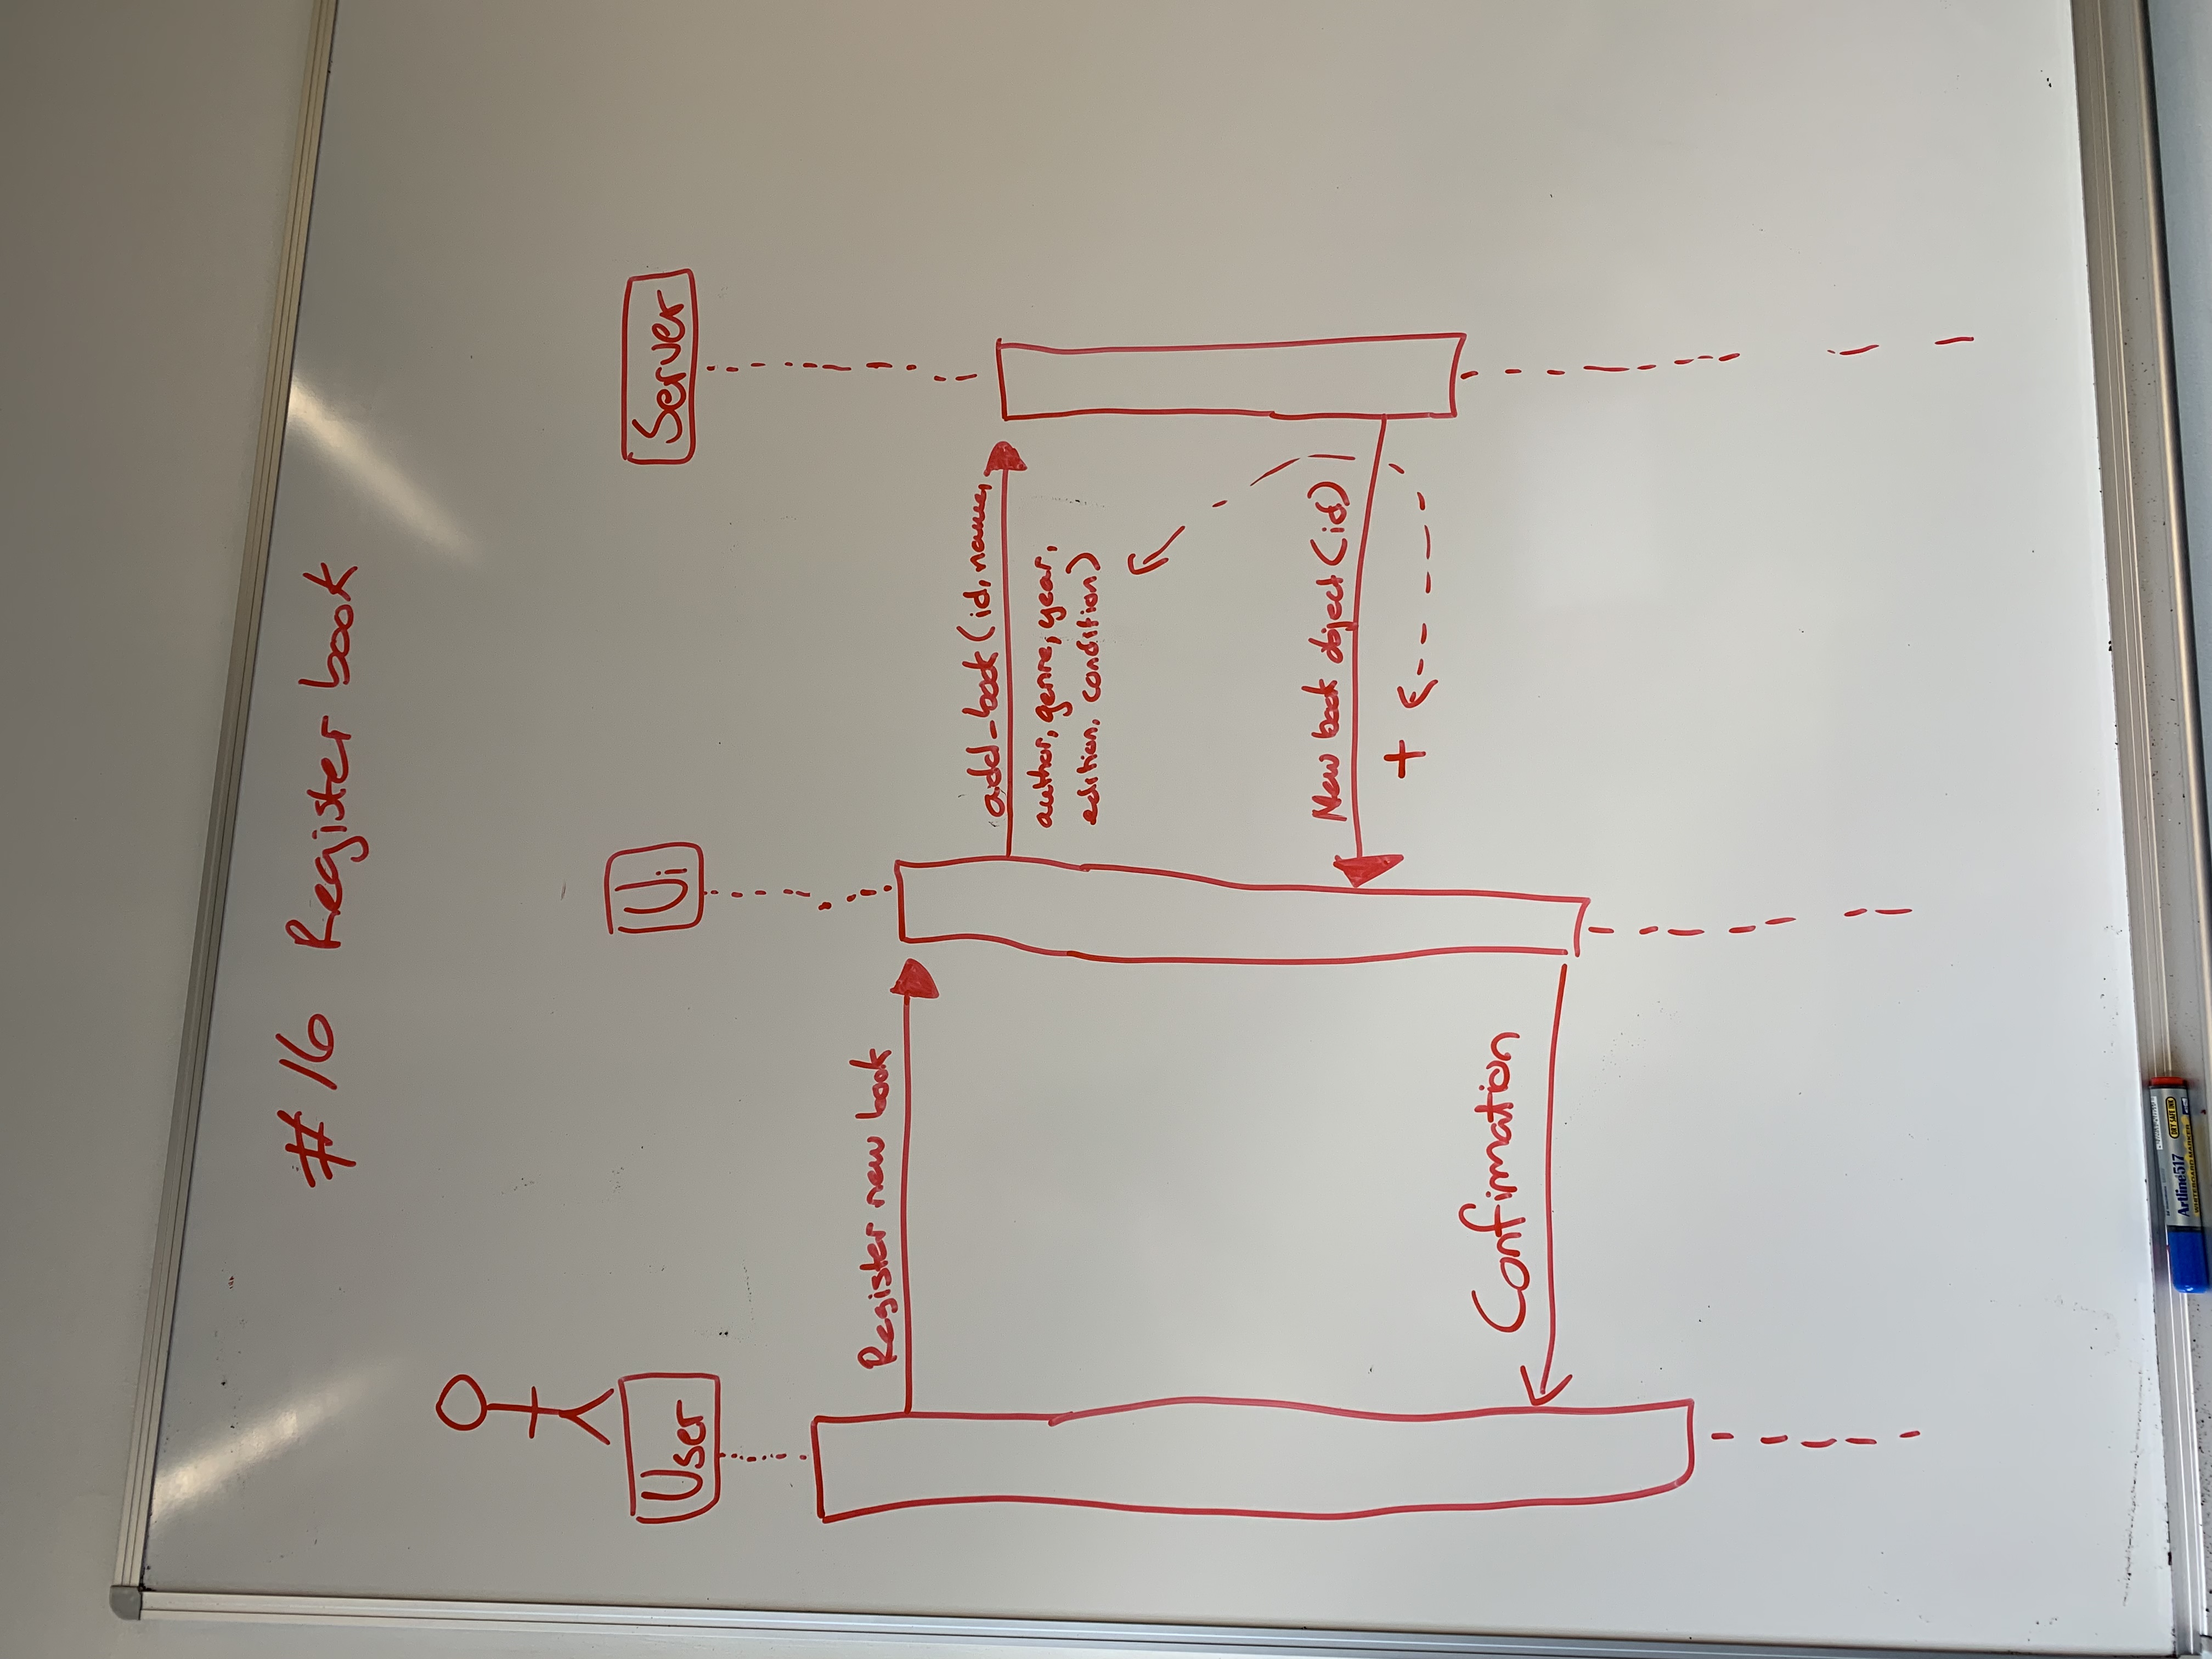 # 16 Register book
User
Ui
Server
Register new book
add_book (id, name,
author, genre, year,
edition, condition)
New book object (id)
+
Confirmation
Artline 517
DRY SAFE INK
WHITEBOARD MARKER